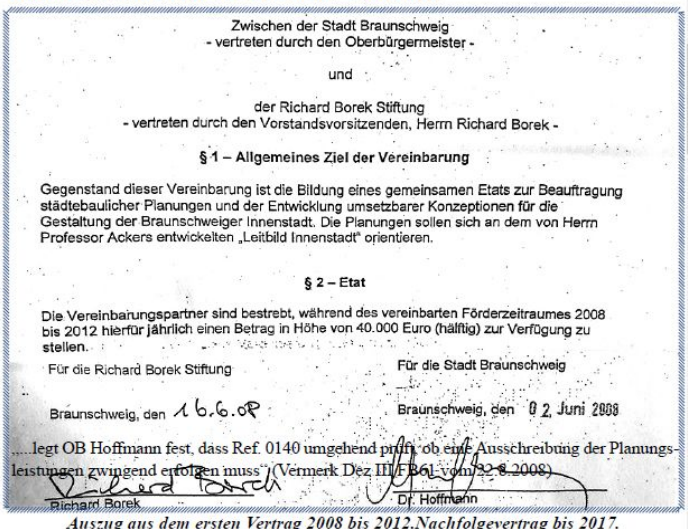 Zwischen der Stadt Braunschweig
- vertreten durch den Oberbürgermeister -
und
der Richard Borek Stiftung
- vertreten durch den Vorstandsvorsitzenden, Herrn Richard Borek -
§ 1 – Allgemeines Ziel der Vereinbarung
Gegenstand dieser Vereinbarung ist die Bildung eines gemeinsamen Etats zur Beauftragung
städtebaulicher Planungen und der Entwicklung umsetzbarer Konzeptionen für die
Gestaltung der Braunschweiger Innenstadt. Die Planungen sollen sich an dem von Herrn
Professor Ackers entwickelten „Leitbild Innenstadt" orientieren.
§ 2 – Etat
Die Vereinbarungspartner sind bestrebt, während des vereinbarten Förderzeitraumes 2008
bis 2012 hierfür jährlich einen Betrag in Höhe von 40.000 Euro (hälftig) zur Verfügung zu
stellen.
Für die Richard Borek Stiftung
Für die Stadt Braunschweig
Braunschweig, den 16.6.08
Braunschweig, den 02. Juni 2008
.....legt OB Hoffmann fest, dass Ref. 0140 umgehend prüft, ob eine Ausschreibung der Planungs-
leistungen zwingend erfolgen muss (Vermerk Dez III/FB61 vom 22.8.2008)
Richard Borek
Richard Borek
Dr. Hoffmann
Auszug aus dem ersten Vertrag 2008 bis 2012.Nachfolgevertrag bis 2017.